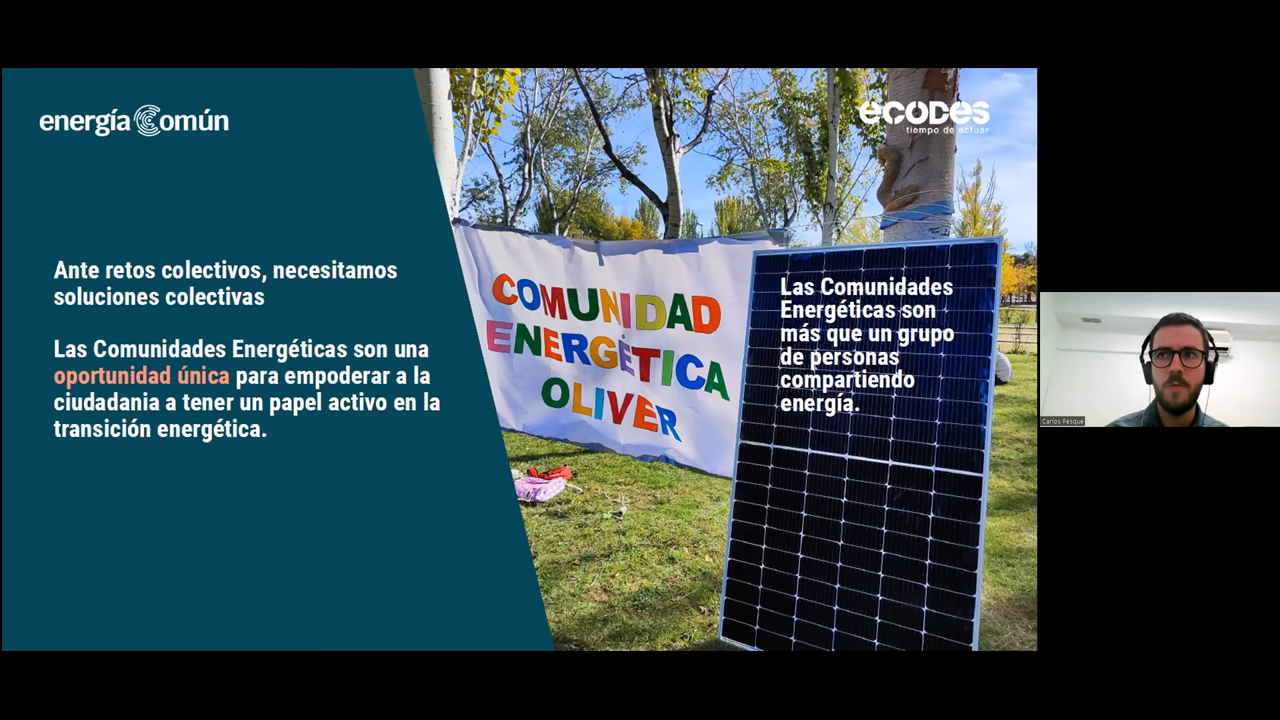 energía Común
ecodes
tiempo de actuar
Ante retos colectivos, necesitamos
soluciones colectivas
Las Comunidades Energéticas son una
oportunidad única para empoderar a la
ciudadania a tener un papel activo en la
transición energética.
COMUNIDAD
ENERGÉTICA
OLIVER
Las Comunidades
Energéticas son
más que un grupo
de personas
compartiendo
energía.
Carlos Pesqué